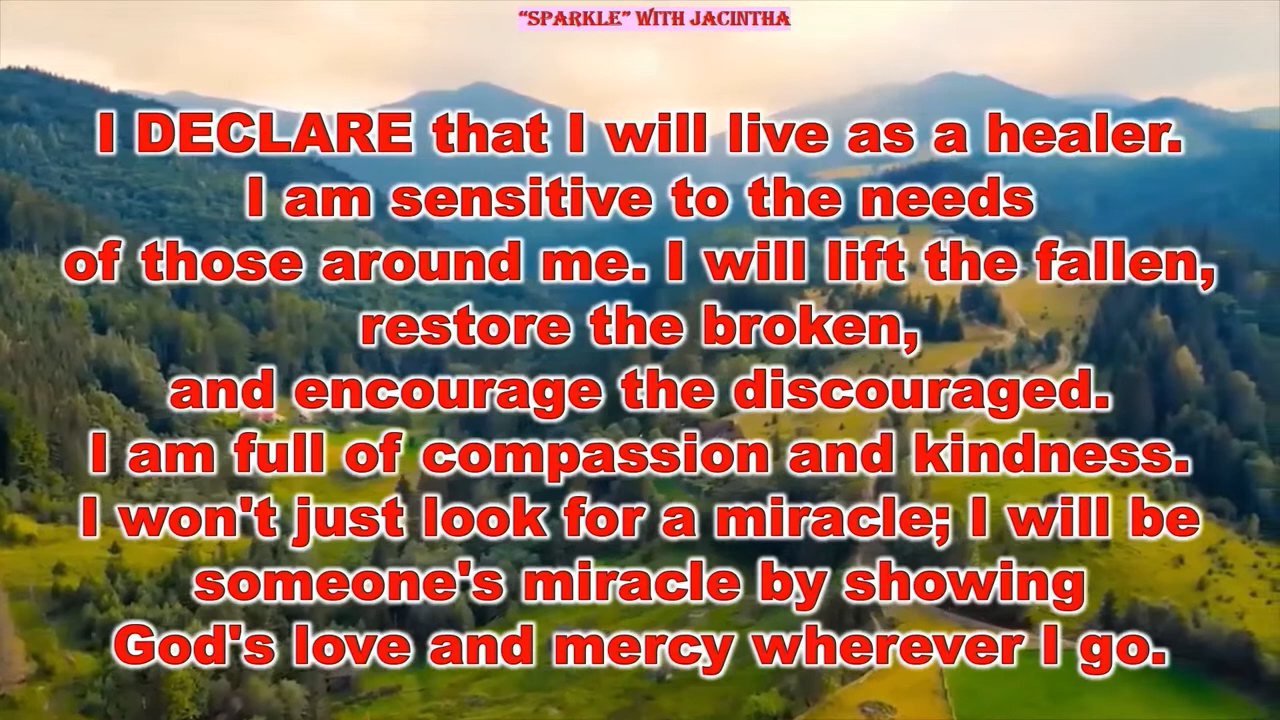 “SPARKLE” WITH JACINTHA
I DECLARE that I will live as a healer.
I am sensitive to the needs
of those around me. I will lift the fallen,
restore the broken,
and encourage the discouraged.
I am full of compassion and kindness.
I won't just look for a miracle; I will be
someone's miracle by showing
God's love and mercy wherever I go.